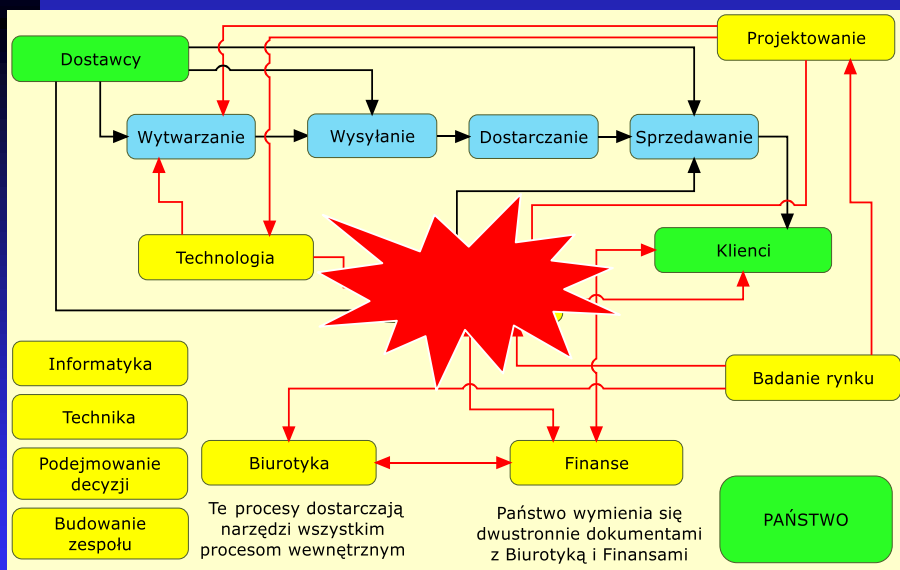 Projektowanie
Dostawcy
Wytwarzanie
Wysyłanie
Dostarczanie
Sprzedawanie
Technologia
Klienci
Informatyka
Badanie rynku
Technika
Podejmowanie
decyzji
Biurotyka
Finanse
Budowanie
zespołu
Te procesy dostarczają
narzędzi wszystkim
procesom wewnętrznym
Państwo wymienia się
dwustronnie dokumentami
z Biurotyką i Finansami
PAŃSTWO